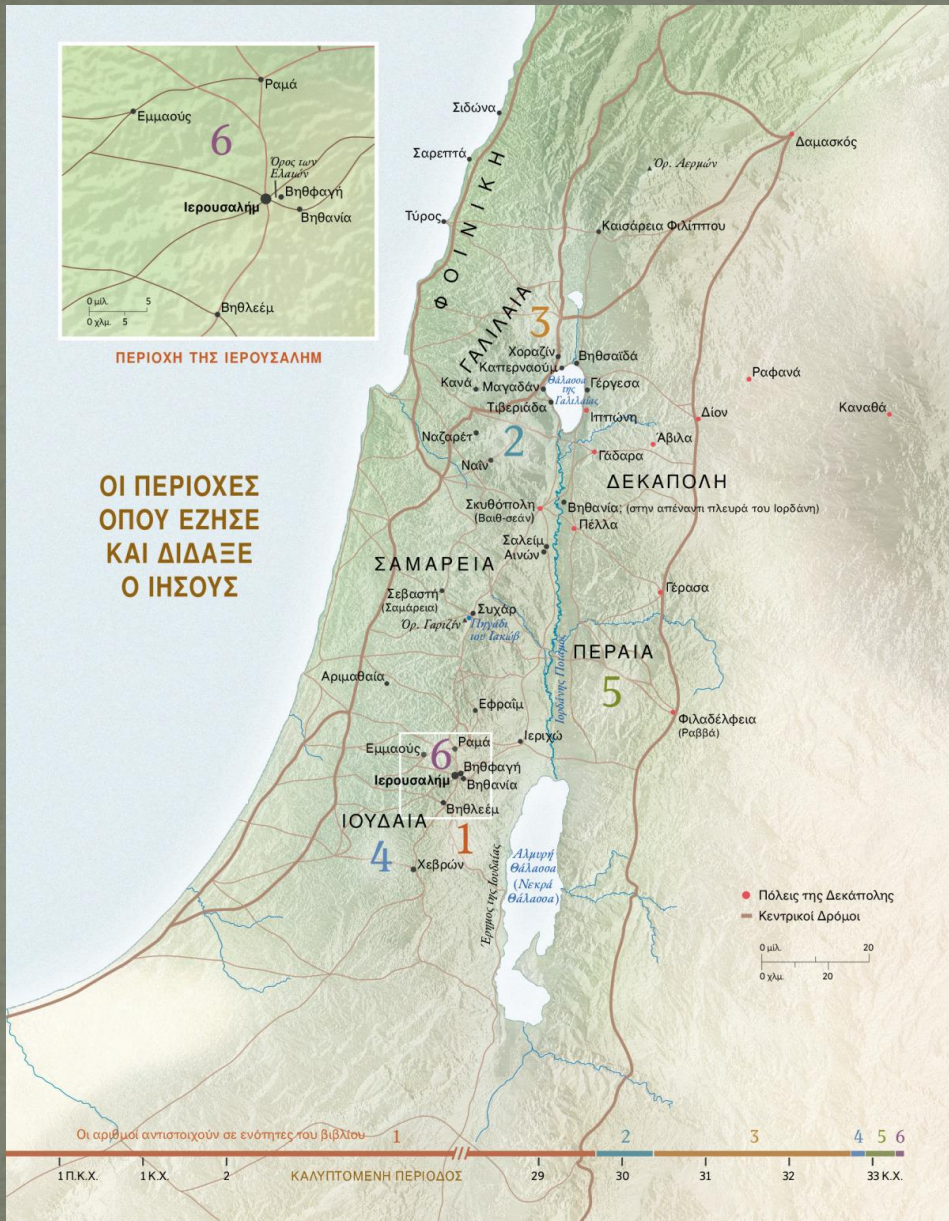 Ραμά
Εμμαούς
6
Όρος των
Ελαιών
Βηθφαγή
Ιερουσαλήμ
Βηθανία
Βηθλεέμ
0 μίλ. 5
0 χλμ. 5
ΠΕΡΙΟΧΗ ΤΗΣ ΙΕΡΟΥΣΑΛΗΜ
ΟΙ ΠΕΡΙΟΧΕΣ
ΟΠΟΥ ΕΖΗΣΕ
ΚΑΙ ΔΙΔΑΞΕ
Ο ΙΗΣΟΥΣ
Σιδώνα
Σαρεπτά
Δαμασκός
Όρ. Αερμών
ΦΟΙΝΙΚΗ
Τύρος
Καισάρεια Φιλίππου
ΓΑΛΙΛΑΙΑ
3
Χοραζίν
Βηθσαϊδά
Καπερναούμ
Θάλασσα
της
Γαλιλαίας
Κανά
Μαγαδάν
Γέργεσα
Ραφανά
Τιβεριάδα
Ιππώνη
Δίον
Καναθά
Ναζαρέτ
2
Άβιλα
Γάδαρα
Ναΐν
ΔΕΚΑΠΟΛΗ
Σκυθόπολη
(Βαιθ-σεάν)
Βηθανία; (στην απέναντι πλευρά του Ιορδάνη)
Πέλλα
Σαλείμ
Αινών
ΣΑΜΑΡΕΙΑ
Σεβαστή
(Σαμάρεια)
Γέρασα
Συχάρ
Όρ. Γαριζίν
Πηγάδι
του Ιακώβ
Ιορδάνης Ποταμός
ΠΕΡΑΙΑ
5
Αριμαθαία
Εφραΐμ
Φιλαδέλφεια
(Ραββά)
Ιεριχώ
Ραμά
Εμμαούς
6
Βηθφαγή
Ιερουσαλήμ
Βηθανία
Βηθλεέμ
ΙΟΥΔΑΙΑ
1
4
Χεβρών
Έρημος της Ιουδαίας
Αλμυρή
Θάλασσα
(Νεκρά
Θάλασσα)
Πόλεις της Δεκάπολης
Κεντρικοί Δρόμοι
0 μίλ. 20
0 χλμ. 20
Οι αριθμοί αντιστοιχούν σε ενότητες του βιβλίου 1 2 3 4 5 6
1 Π.Κ.Χ. 1 Κ.Χ. 2 ΚΑΛΥΠΤΟΜΕΝΗ ΠΕΡΙΟΔΟΣ 29 30 31 32 33 Κ.Χ.